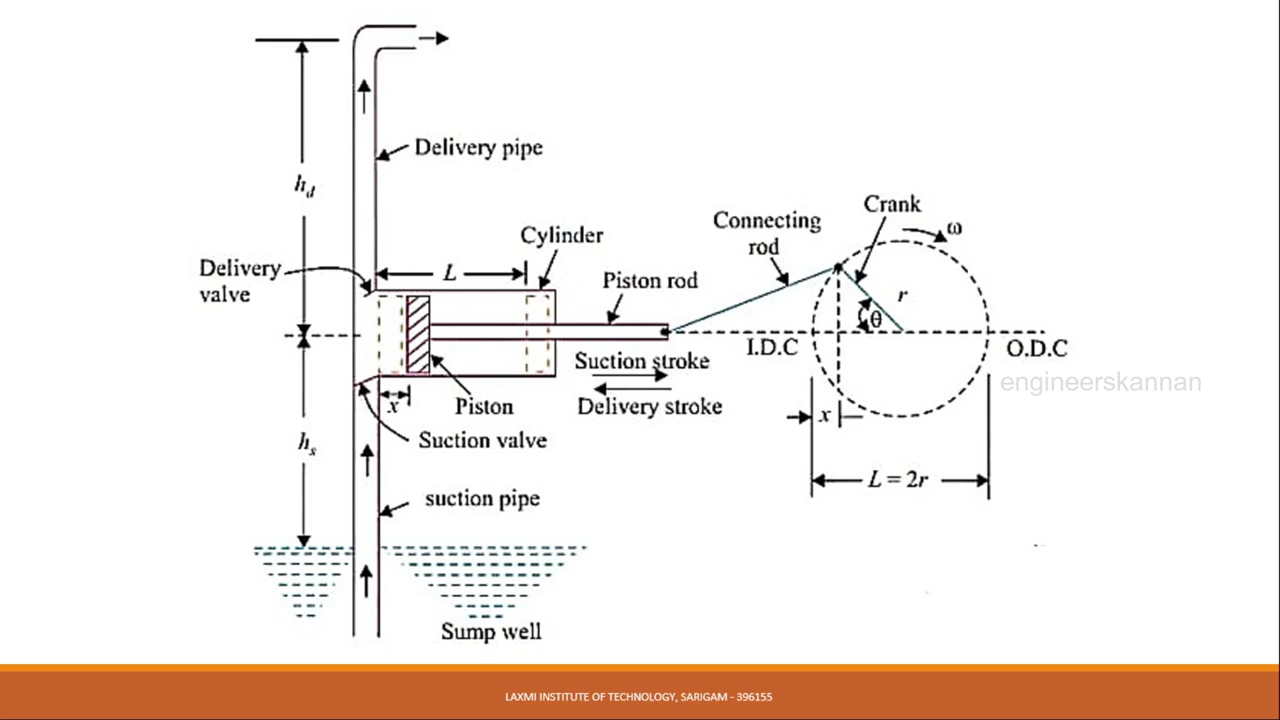 Delivery pipe
h_d
Crank
Connecting
rod
ω
Cylinder
Delivery
valve
L
Piston rod
r
θ
I.D.C
O.D.C
Suction stroke
engineerskannan
x
Piston
Delivery stroke
x
Suction valve
h_s
L = 2r
suction pipe
Sump well
LAXMI INSTITUTE OF TECHNOLOGY, SARIGAM - 396155